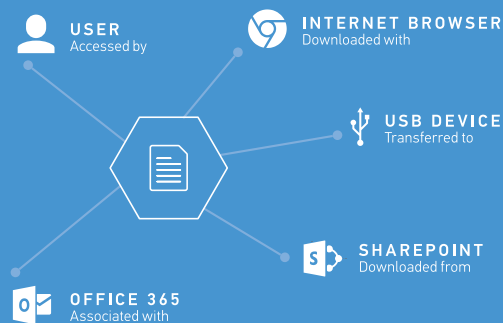 USER
Accessed by
INTERNET BROWSER
Downloaded with
USB DEVICE
Transferred to
S
SHAREPOINT
Downloaded from
O
OFFICE 365
Associated with